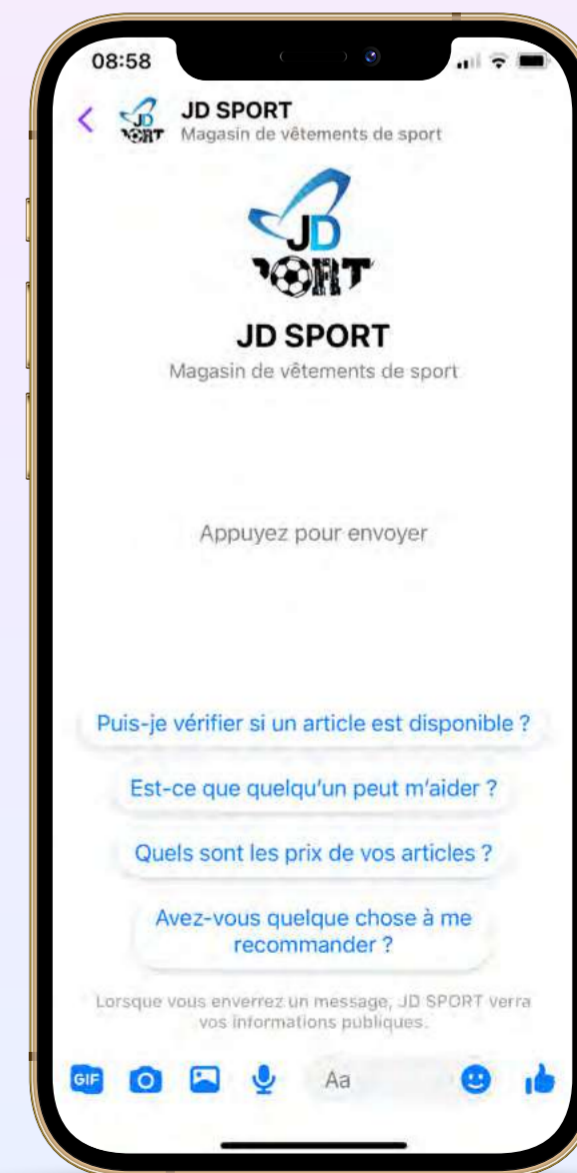 08:58
JD SPORT
Magasin de vêtements de sport
JD
SPORT
JD
SPORT
JD SPORT
Magasin de vêtements de sport
Appuyez pour envoyer
Puis-je vérifier si un article est disponible ?
Est-ce que quelqu'un peut m'aider ?
Quels sont les prix de vos articles ?
Avez-vous quelque chose à me
recommander ?
Lorsque vous enverrez un message, JD SPORT verra
vos informations publiques.
GIF
Aa